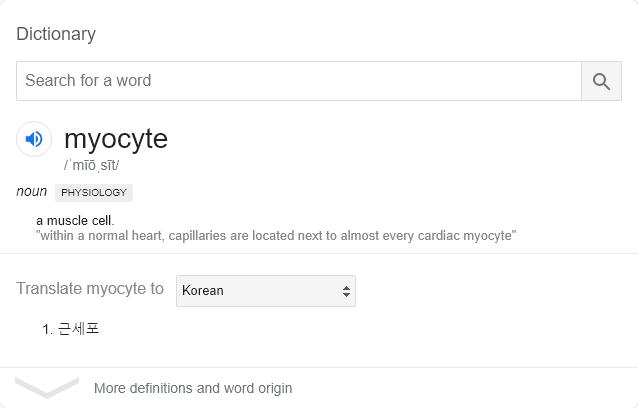 Dictionary
Search for a word
myocyte
/ˈmīōˌsīt/
noun PHYSIOLOGY
a muscle cell.
"within a normal heart, capillaries are located next to almost every cardiac myocyte"
Translate myocyte to Korean
1. 근세포
More definitions and word origin